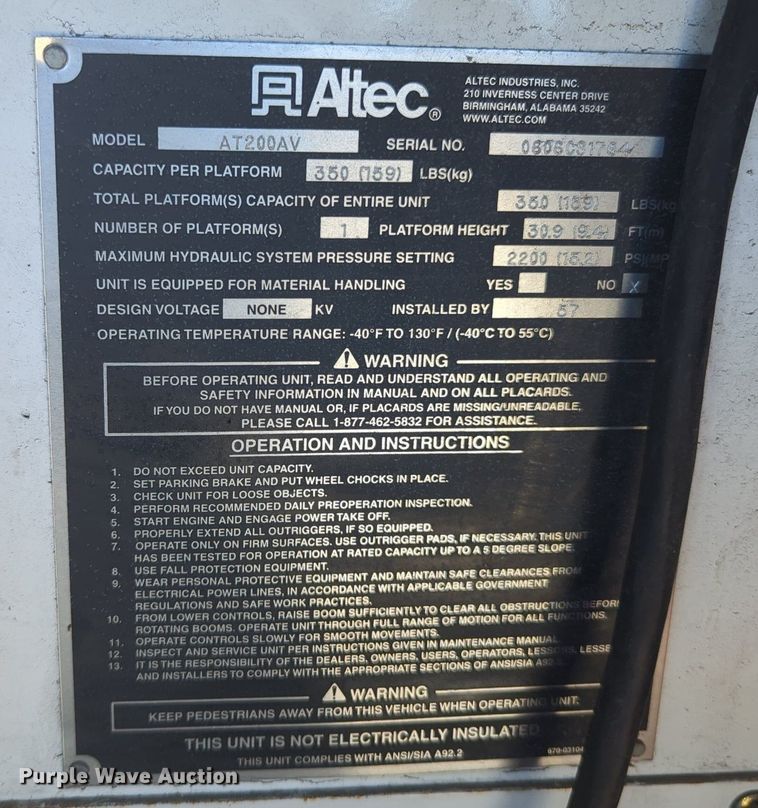 Altec®
ALTEC INDUSTRIES, INC.
210 INVERNESS CENTER DRIVE
BIRMINGHAM, ALABAMA 35242
WWW.ALTEC.COM
MODEL AT200AV SERIAL NO.
CAPACITY PER PLATFORM 350 (159) LBS(kg)
TOTAL PLATFORM(S) CAPACITY OF ENTIRE UNIT 350 (159) LBS(kg
NUMBER OF PLATFORM(S) 1 PLATFORM HEIGHT 30.9 (9.4) FT(m)
MAXIMUM HYDRAULIC SYSTEM PRESSURE SETTING 2200 (15.2) PSI(MP
UNIT IS EQUIPPED FOR MATERIAL HANDLING YES NO X
DESIGN VOLTAGE NONE KV INSTALLED BY 57
OPERATING TEMPERATURE RANGE: -40°F TO 130°F / (-40°C TO 55°C)
WARNING
BEFORE OPERATING UNIT, READ AND UNDERSTAND ALL OPERATING AND
SAFETY INFORMATION IN MANUAL AND ON ALL PLACARDS.
IF YOU DO NOT HAVE MANUAL OR, IF PLACARDS ARE MISSING/UNREADABLE,
PLEASE CALL 1-877-462-5832 FOR ASSISTANCE.
OPERATION AND INSTRUCTIONS
1. DO NOT EXCEED UNIT CAPACITY.
2. SET PARKING BRAKE AND PUT WHEEL CHOCKS IN PLACE.
3. CHECK UNIT FOR LOOSE OBJECTS.
4. PERFORM RECOMMENDED DAILY PREOPERATION INSPECTION.
5. START ENGINE AND ENGAGE POWER TAKE OFF.
6. PROPERLY EXTEND ALL OUTRIGGERS, IF SO EQUIPPED.
7. OPERATE ONLY ON FIRM SURFACES. USE OUTRIGGER PADS, IF NECESSARY. THIS UNIT
HAS BEEN TESTED FOR OPERATION AT RATED CAPACITY UP TO A 5 DEGREE SLOPE.
8. USE FALL PROTECTION EQUIPMENT.
9. WEAR PERSONAL PROTECTIVE EQUIPMENT AND MAINTAIN SAFE CLEARANCES FROM
ELECTRICAL POWER LINES, IN ACCORDANCE WITH APPLICABLE GOVERNMENT
REGULATIONS AND SAFE WORK PRACTICES.
10. FROM LOWER CONTROLS, RAISE BOOM SUFFICIENTLY TO CLEAR ALL OBSTRUCTIONS BEFORE
ROTATING BOOMS. OPERATE UNIT THROUGH FULL RANGE OF MOTION FOR ALL FUNCTIONS.
11. OPERATE CONTROLS SLOWLY FOR SMOOTH MOVEMENTS.
12. INSPECT AND SERVICE UNIT PER INSTRUCTIONS GIVEN IN MAINTENANCE MANUAL
13. IT IS THE RESPONSIBILITY OF THE DEALERS, OWNERS, USERS, OPERATORS, LESSORS, LESSE
AND INSTALLERS TO COMPLY WITH THE APPROPRIATE SECTIONS OF ANSI/SIA A92.2.
WARNING
KEEP PEDESTRIANS AWAY FROM THIS VEHICLE WHEN OPERATING UNIT.
THIS UNIT IS NOT ELECTRICALLY INSULATED
THIS UNIT COMPLIES WITH ANSI/SIA A92.2
670-03104
Purple Wave Auction